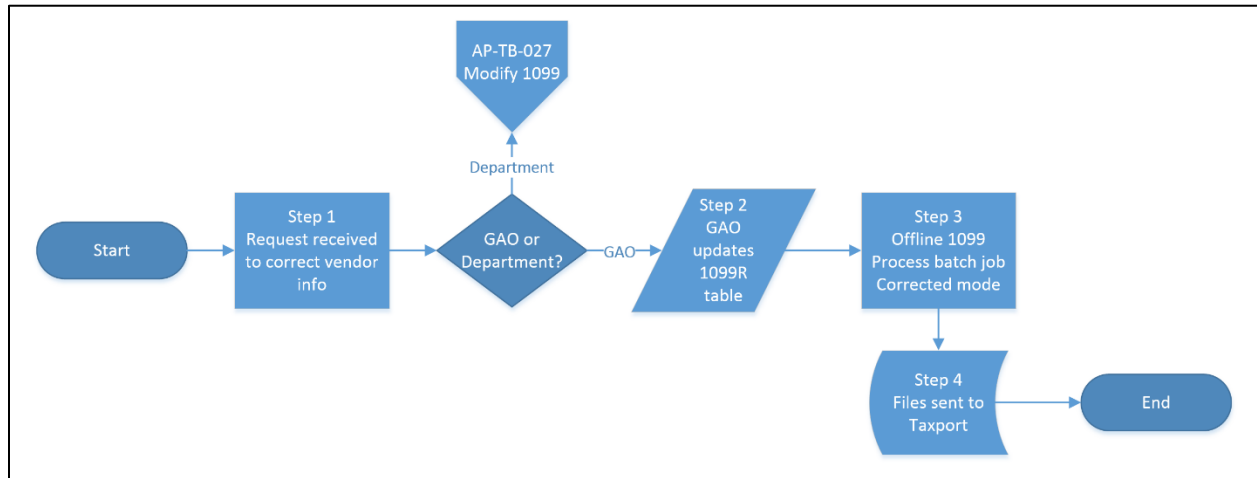 AP-TB-027
Modify 1099
Department
Start
Step 1
Request received
to correct vendor
info
GAO or
Department?
GAO
Step 2
GAO
updates
1099R
table
Step 3
Offline 1099
Process batch job
Corrected mode
Step 4
Files sent to
Taxport
End